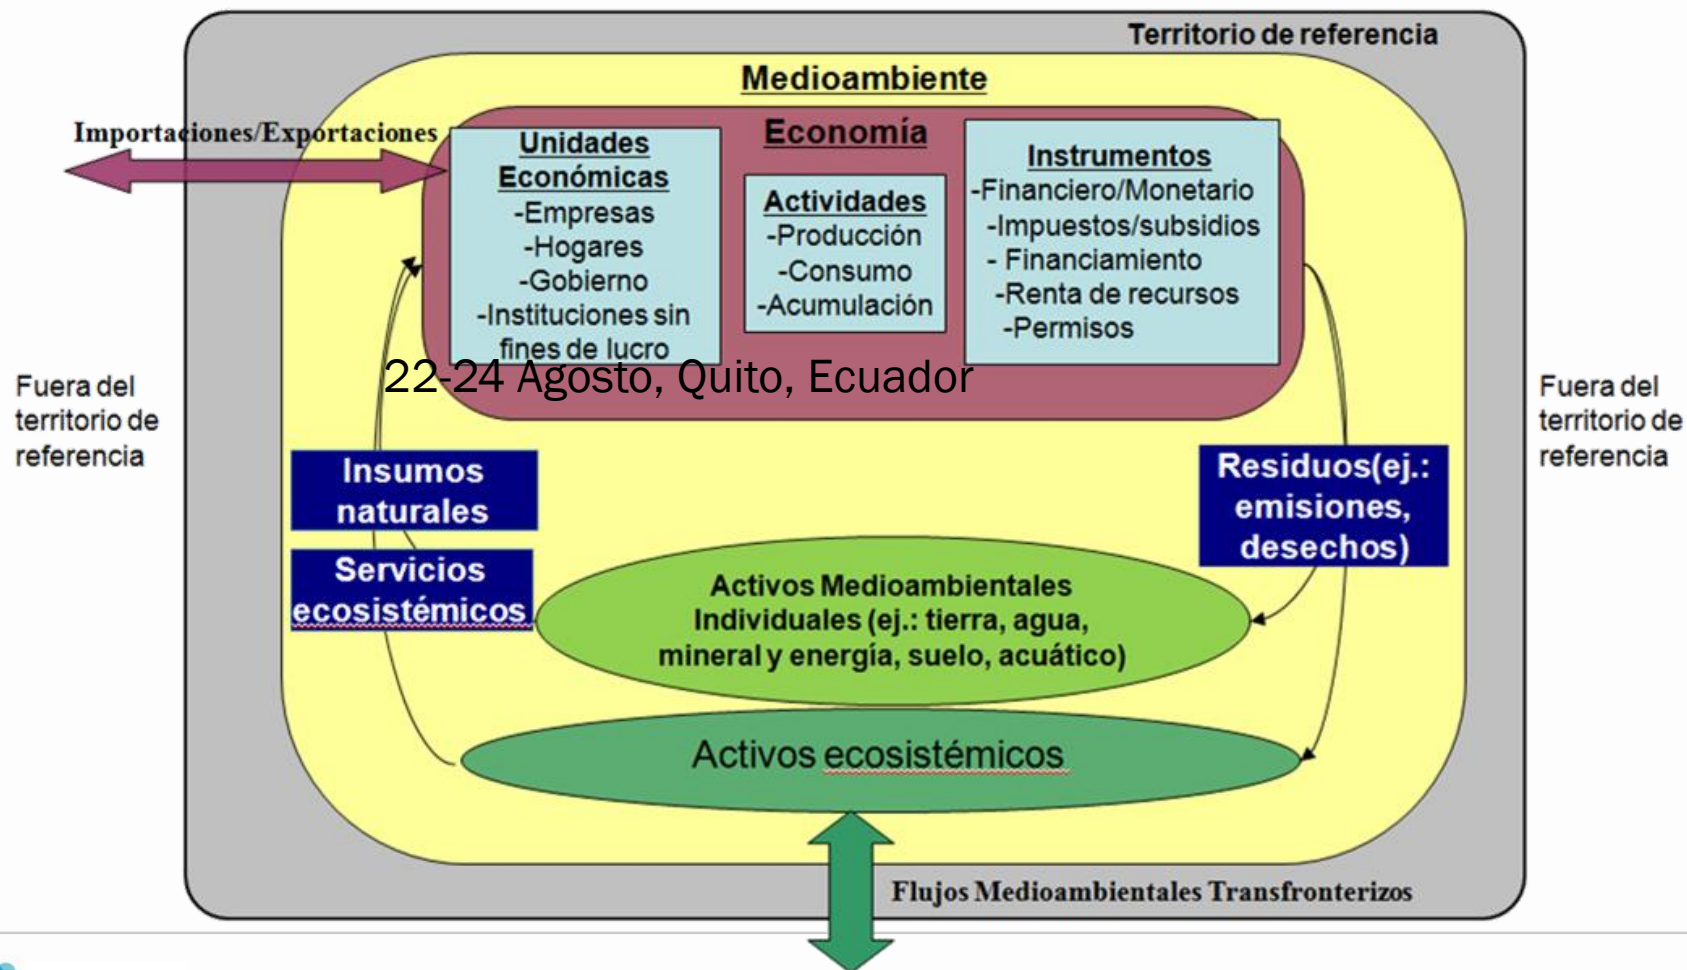 Territorio de referencia
Medioambiente
Importaciones/Exportaciones
Economía
Unidades
Económicas
-Empresas
-Hogares
-Gobierno
-Instituciones sin
fines de lucro
Actividades
-Producción
-Consumo
-Acumulación
Instrumentos
-Financiero/Monetario
-Impuestos/subsidios
- Financiamiento
-Renta de recursos
-Permisos
22-24 Agosto, Quito, Ecuador
Fuera del
territorio de
referencia
Fuera del
territorio de
referencia
Insumos
naturales
Servicios
ecosistémicos
Residuos(ej.:
emisiones,
desechos)
Activos Medioambientales
Individuales (ej.: tierra, agua,
mineral y energía, suelo, acuático)
Activos ecosistémicos
Flujos Medioambientales Transfronterizos